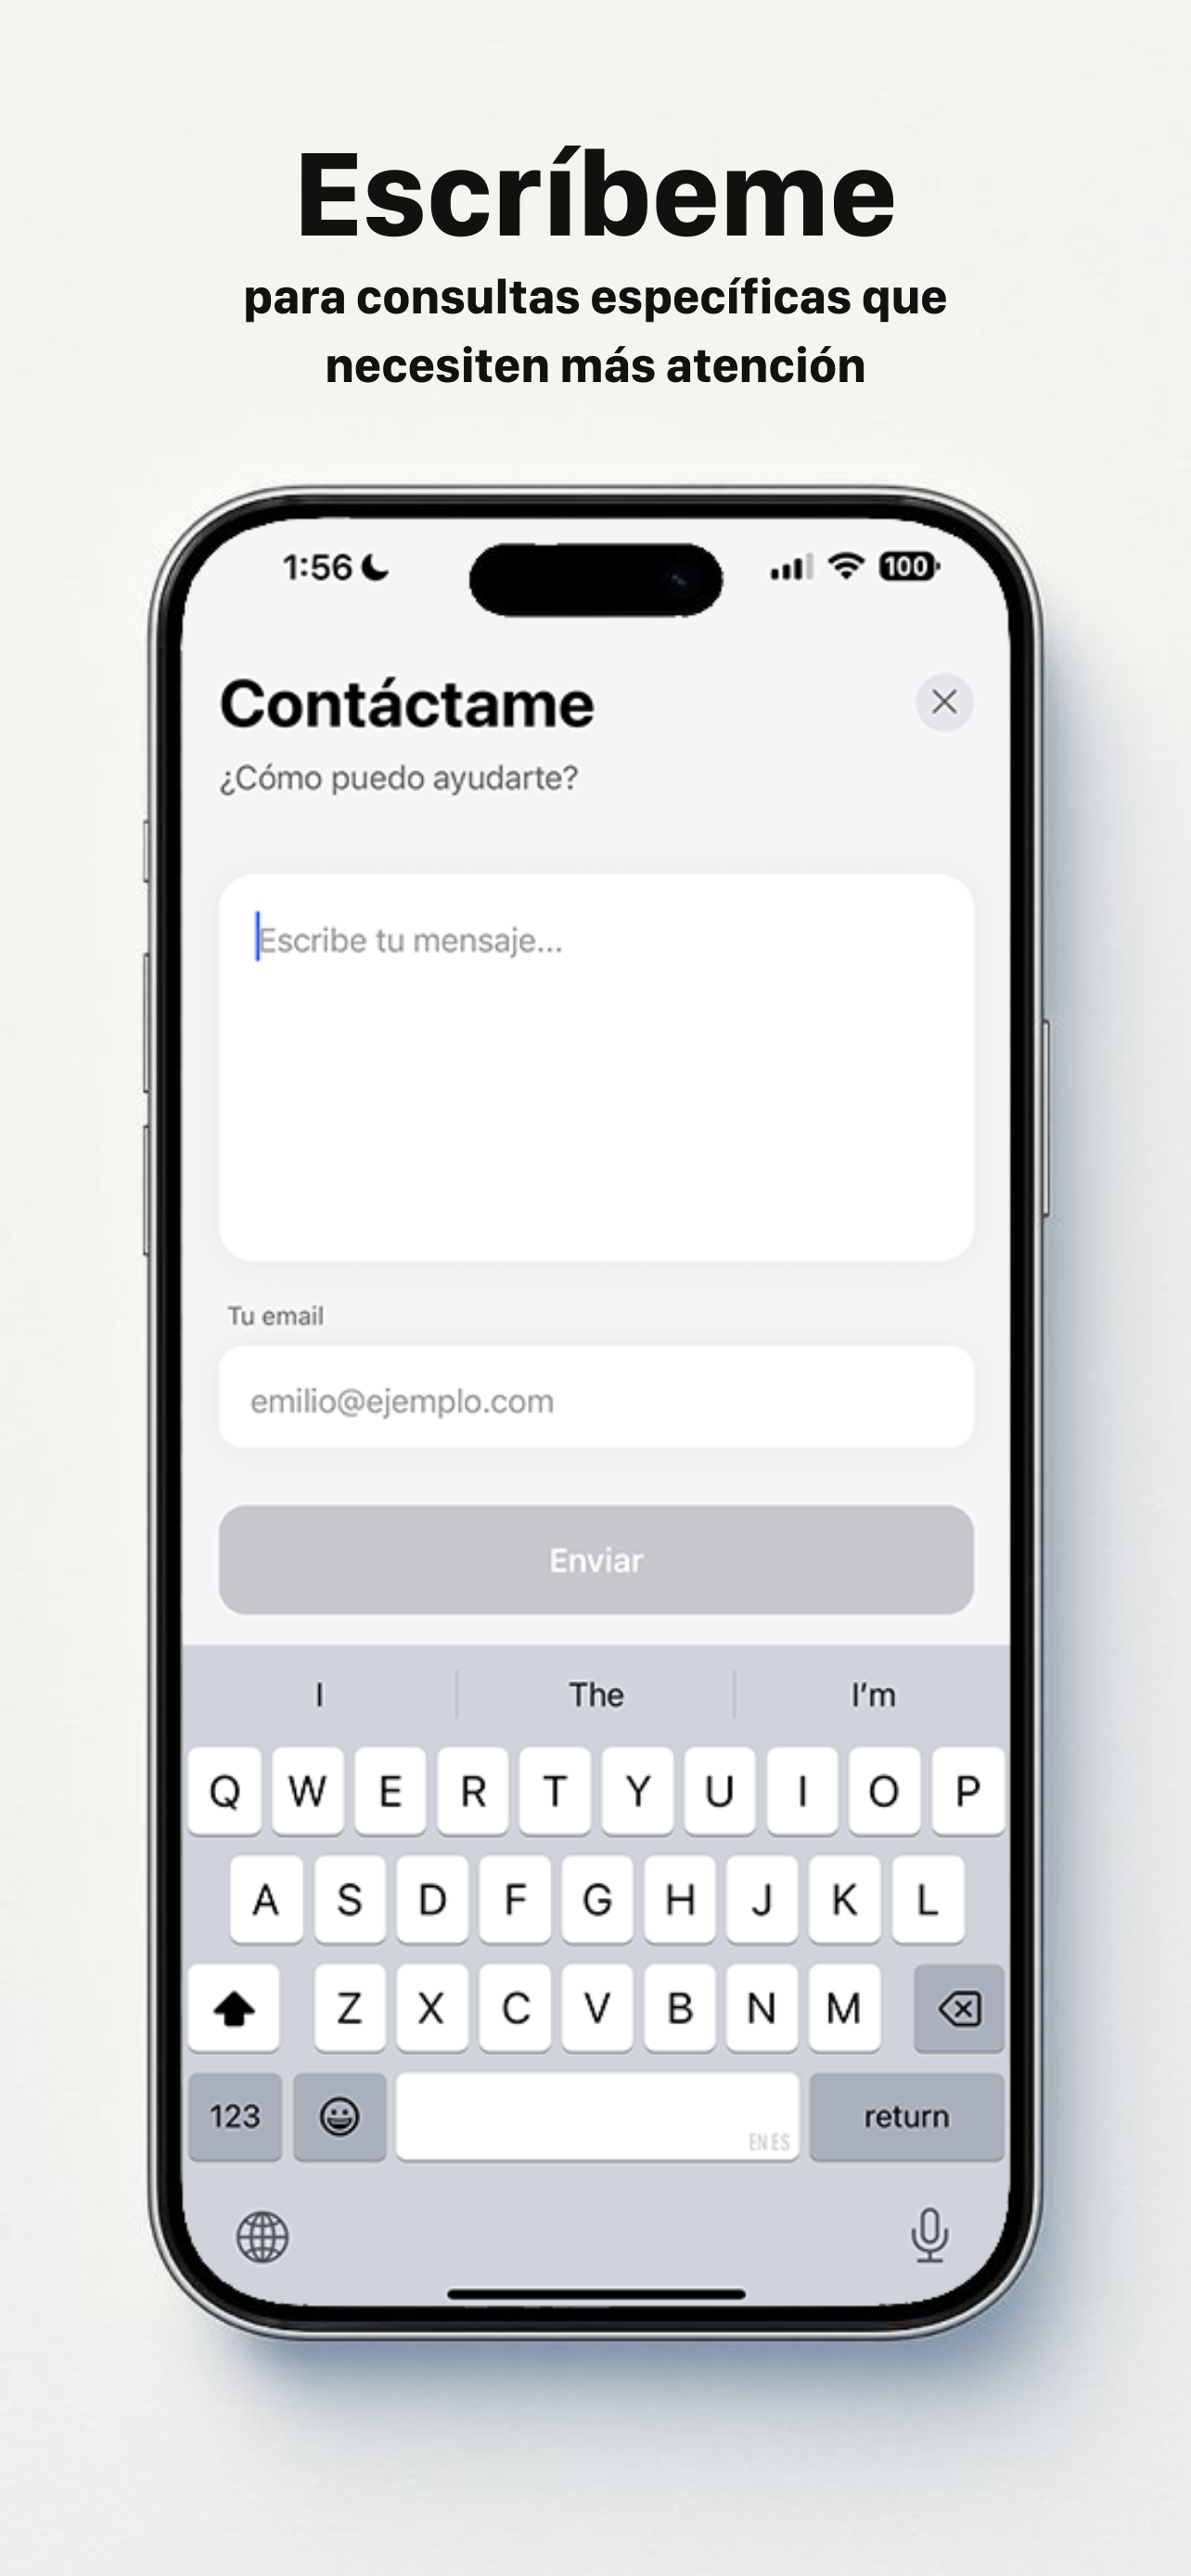 Escríbeme
para consultas específicas que
necesiten más atención
1:56
100
Contáctame
¿Cómo puedo ayudarte?
Escribe tu mensaje...
Tu email
emilio@ejemplo.com
Enviar
I The I'm
Q W E R T Y U I O P
A S D F G H J K L
Z X C V B N M
123 return
EN ES